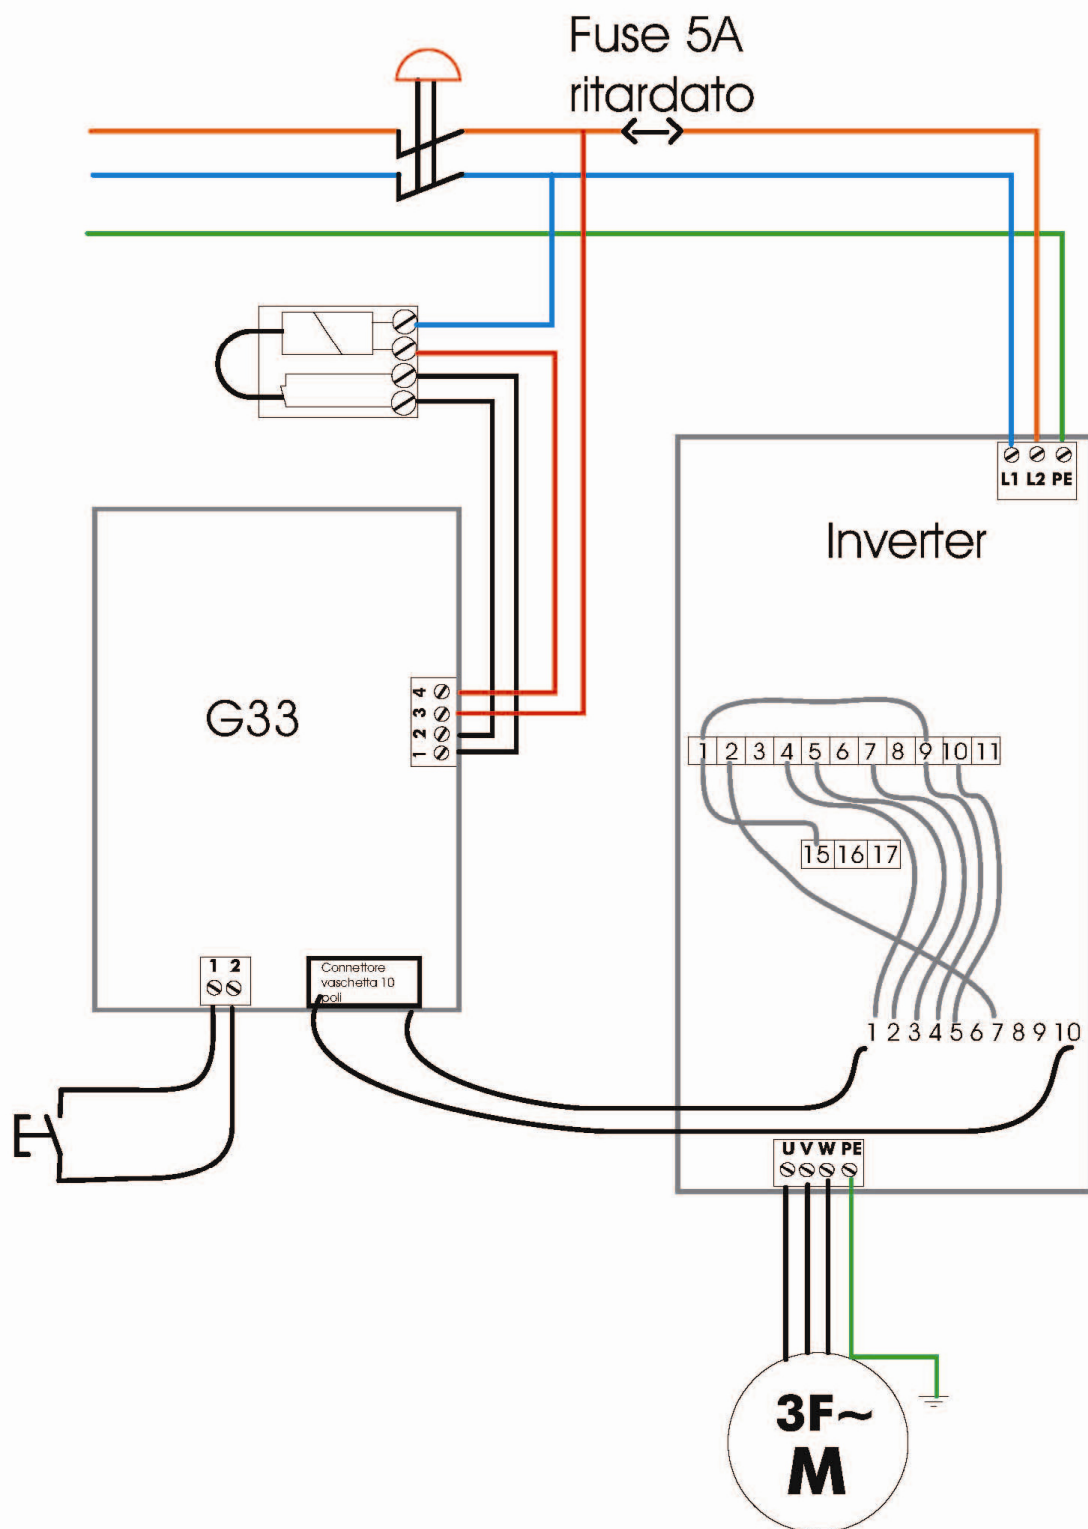 Fuse 5A
ritardato
L1 L2 PE
Inverter
G33
4
3
2
1
1 2 3 4 5 6 7 8 9 10 11
15 16 17
1 2
Connettore
vaschetta 10
poli
1 2 3 4 5 6 7 8 9 10
U V W PE
3F~
M